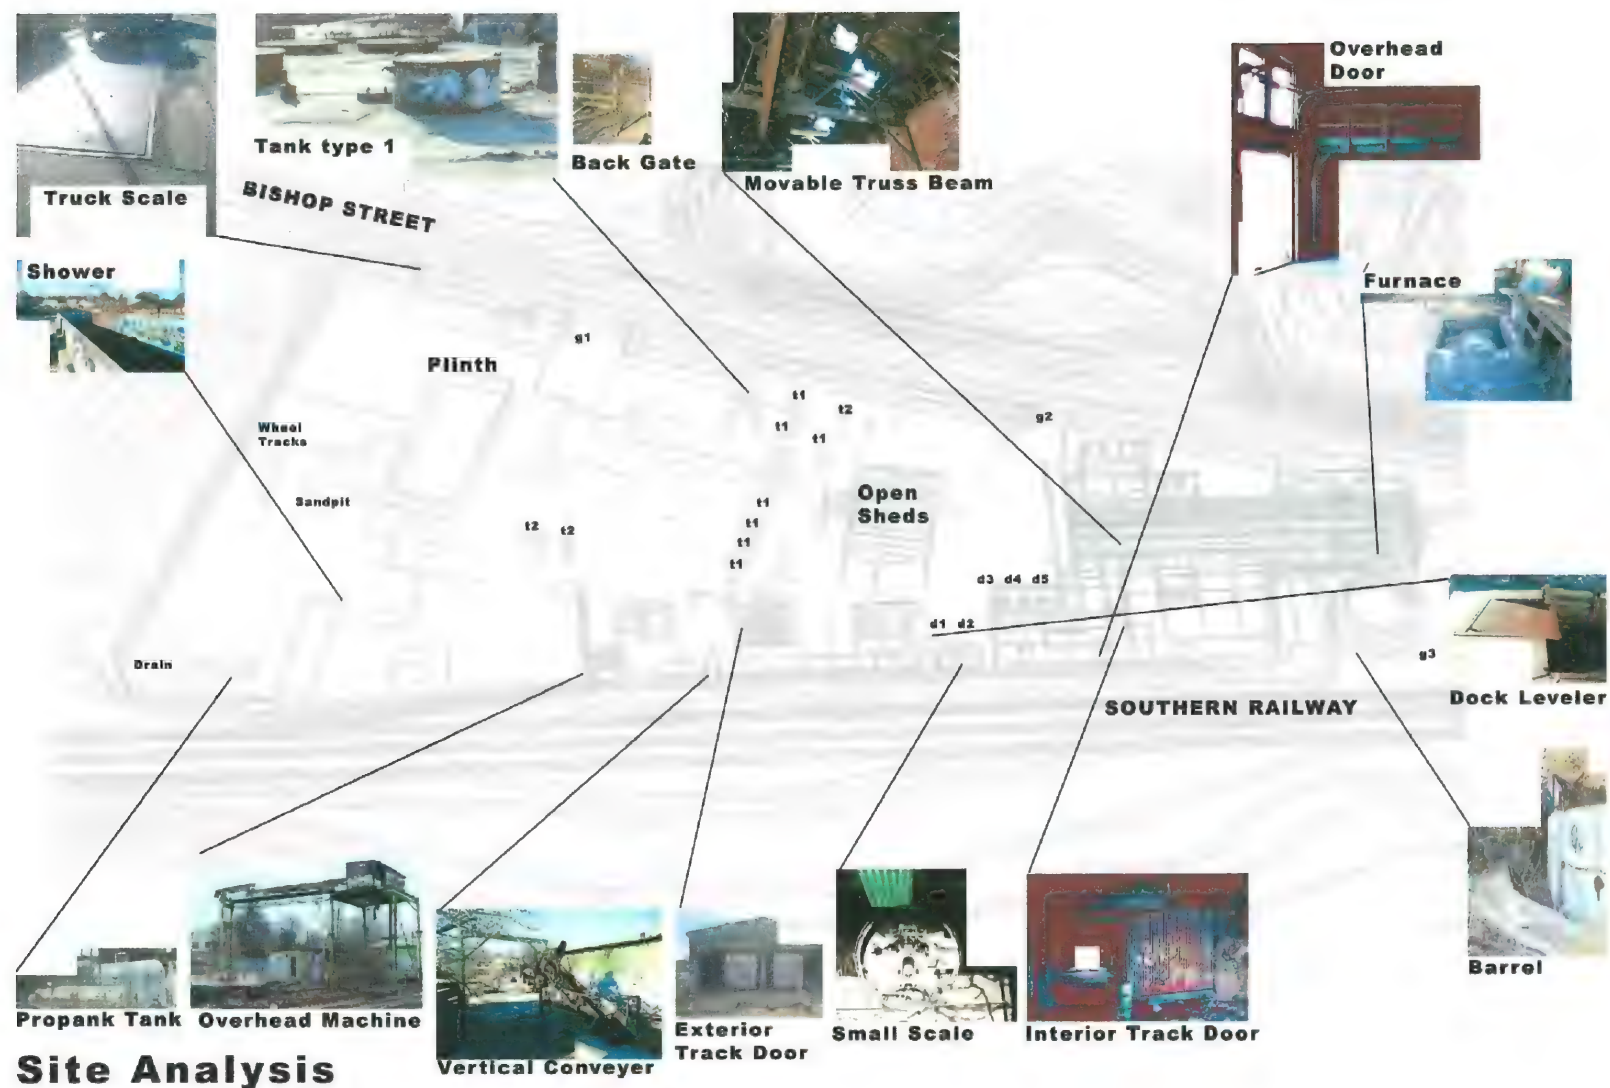 Overhead
Door
Tank type 1
Back Gate
Movable Truss Beam
Truck Scale
BISHOP STREET
Shower
Furnace
g1
Plinth
t1
t2
g2
t1
t1
Wheel
Tracks
Sandpit
Open
Sheds
t1
t2
t2
t1
t1
t1
d3 d4 d5
d1 d2
Drain
g3
Dock Leveler
SOUTHERN RAILWAY
Barrel
Propank Tank
Overhead Machine
Vertical Conveyer
Exterior
Track Door
Small Scale
Interior Track Door
Site Analysis